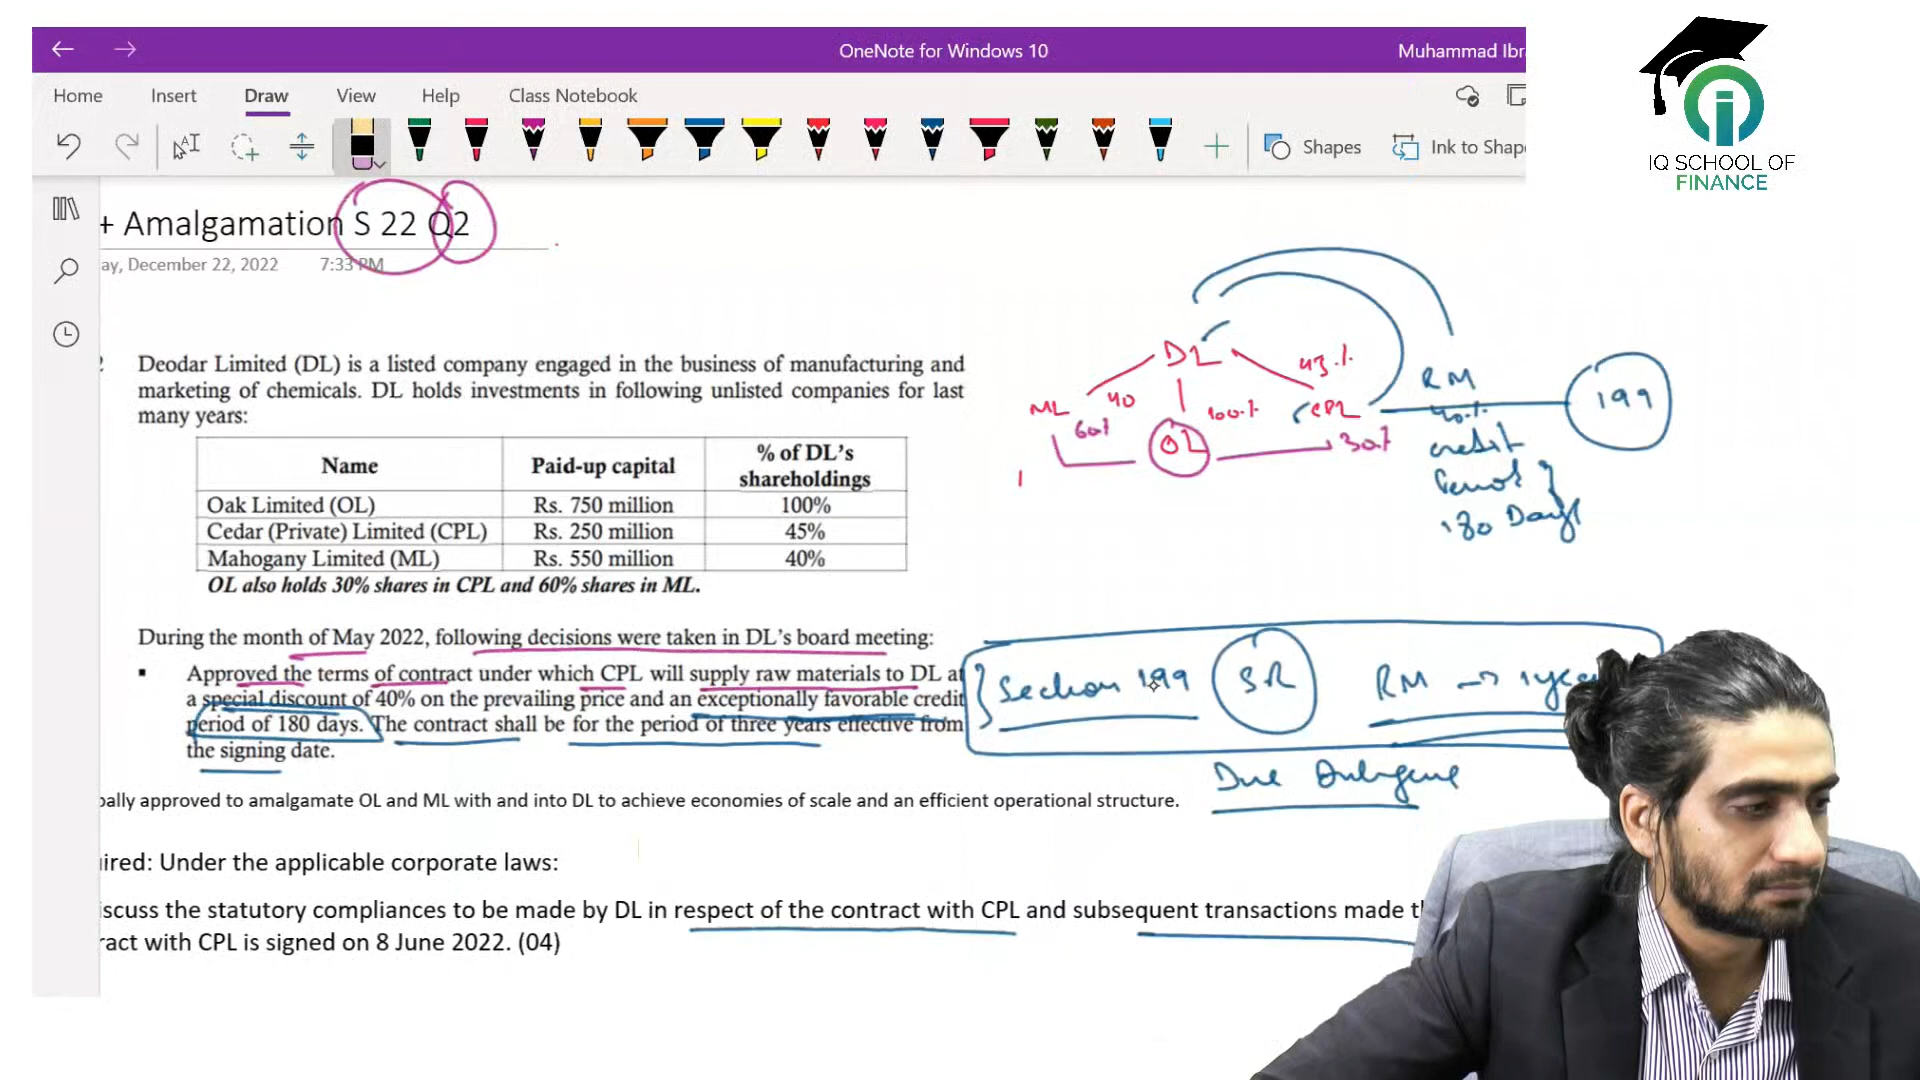 OneNote for Windows 10
Muhammad Ibr
Home Insert Draw View Help Class Notebook
Shapes
Ink to Shap
IQ SCHOOL OF
FINANCE
+ Amalgamation S 22 Q2
ay, December 22, 2022 7:33 PM
Deodar Limited (DL) is a listed company engaged in the business of manufacturing and
marketing of chemicals. DL holds investments in following unlisted companies for last
many years:
Name Paid-up capital % of DL's shareholdings
Oak Limited (OL) Rs. 750 million 100%
Cedar (Private) Limited (CPL) Rs. 250 million 45%
Mahogany Limited (ML) Rs. 550 million 40%
OL also holds 30% shares in CPL and 60% shares in ML.
DL
ML 40 100% 43% CPL
60% OL 30%
RM
40%
credit
180 Days
199
During the month of May 2022, following decisions were taken in DL's board meeting:
▪ Approved the terms of contract under which CPL will supply raw materials to DL at
a special discount of 40% on the prevailing price and an exceptionally favorable credit
period of 180 days. The contract shall be for the period of three years effective from
the signing date.
Section 199 SR RM → 1 yea
Due
pally approved to amalgamate OL and ML with and into DL to achieve economies of scale and an efficient operational structure.
uired: Under the applicable corporate laws:
iscuss the statutory compliances to be made by DL in respect of the contract with CPL and subsequent transactions made t
ract with CPL is signed on 8 June 2022. (04)